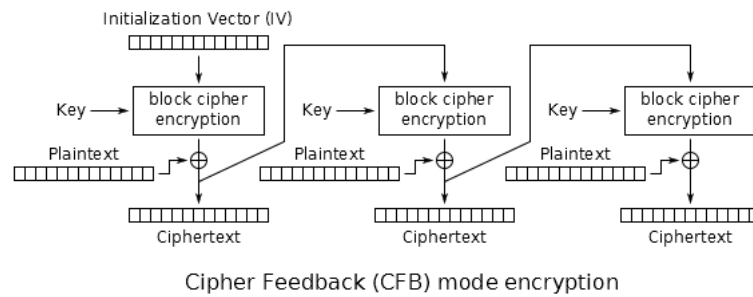 Initialization Vector (IV)
Key
block cipher
encryption
Plaintext
Ciphertext
Key
block cipher
encryption
Plaintext
Ciphertext
Key
block cipher
encryption
Plaintext
Ciphertext
Cipher Feedback (CFB) mode encryption